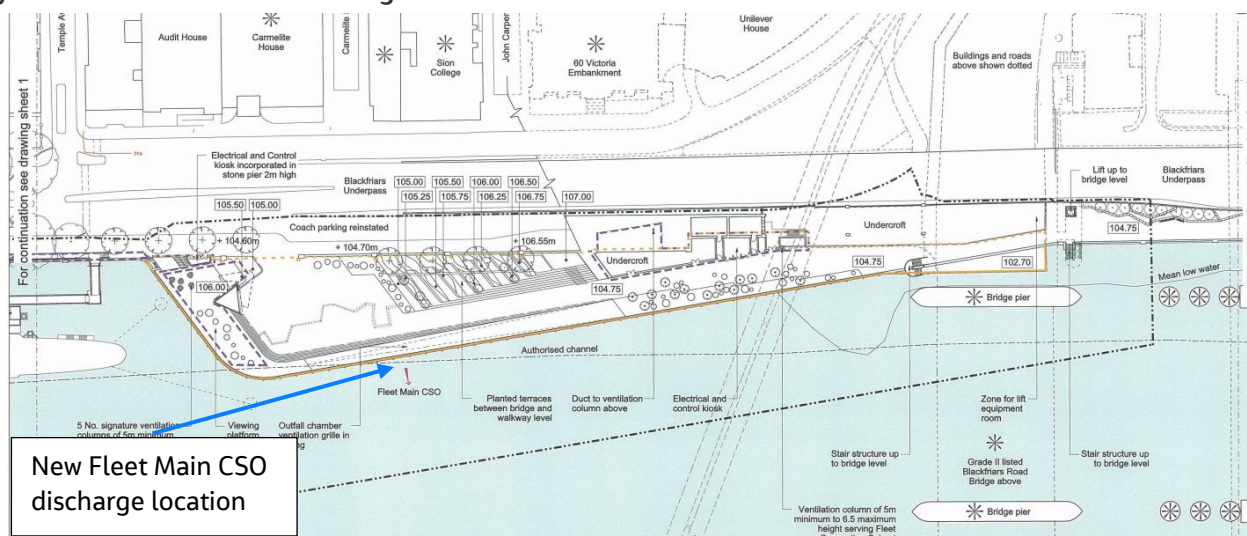 For continuation see drawing sheet 1
Audit House
Carmelite
House
Sion
College
60 Victoria
Embankment
Unilever
House
Buildings and roads
above shown dotted
Electrical and Control
kiosk incorporated in
stone pier 2m high
Blackfriars
Underpass
105.00
105.50
106.00
106.50
105.25
105.75
106.25
106.75
107.00
105.50
105.00
Lift up to
bridge level
Blackfriars
Underpass
Coach parking reinstated
+ 104.60m
+ 104.70m
+ 106.55m
Undercroft
Undercroft
104.75
104.75
104.75
102.70
106.00
Mean low water
Bridge pier
Authorised channel
Fleet Main CSO
Planted terraces
between bridge and
walkway level
Duct to ventilation
column above
Electrical and
control kiosk
Zone for lift
equipment
room
5 No. signature ventilation
columns of 5m minimum
Viewing
platform
Outfall chamber
ventilation grille in
New Fleet Main CSO
discharge location
Stair structure up
to bridge level
Grade II listed
Blackfriars Road
Bridge above
Stair structure up
to bridge level
Ventilation column of 5m
minimum to 6.5 maximum
height serving Fleet
Bridge pier